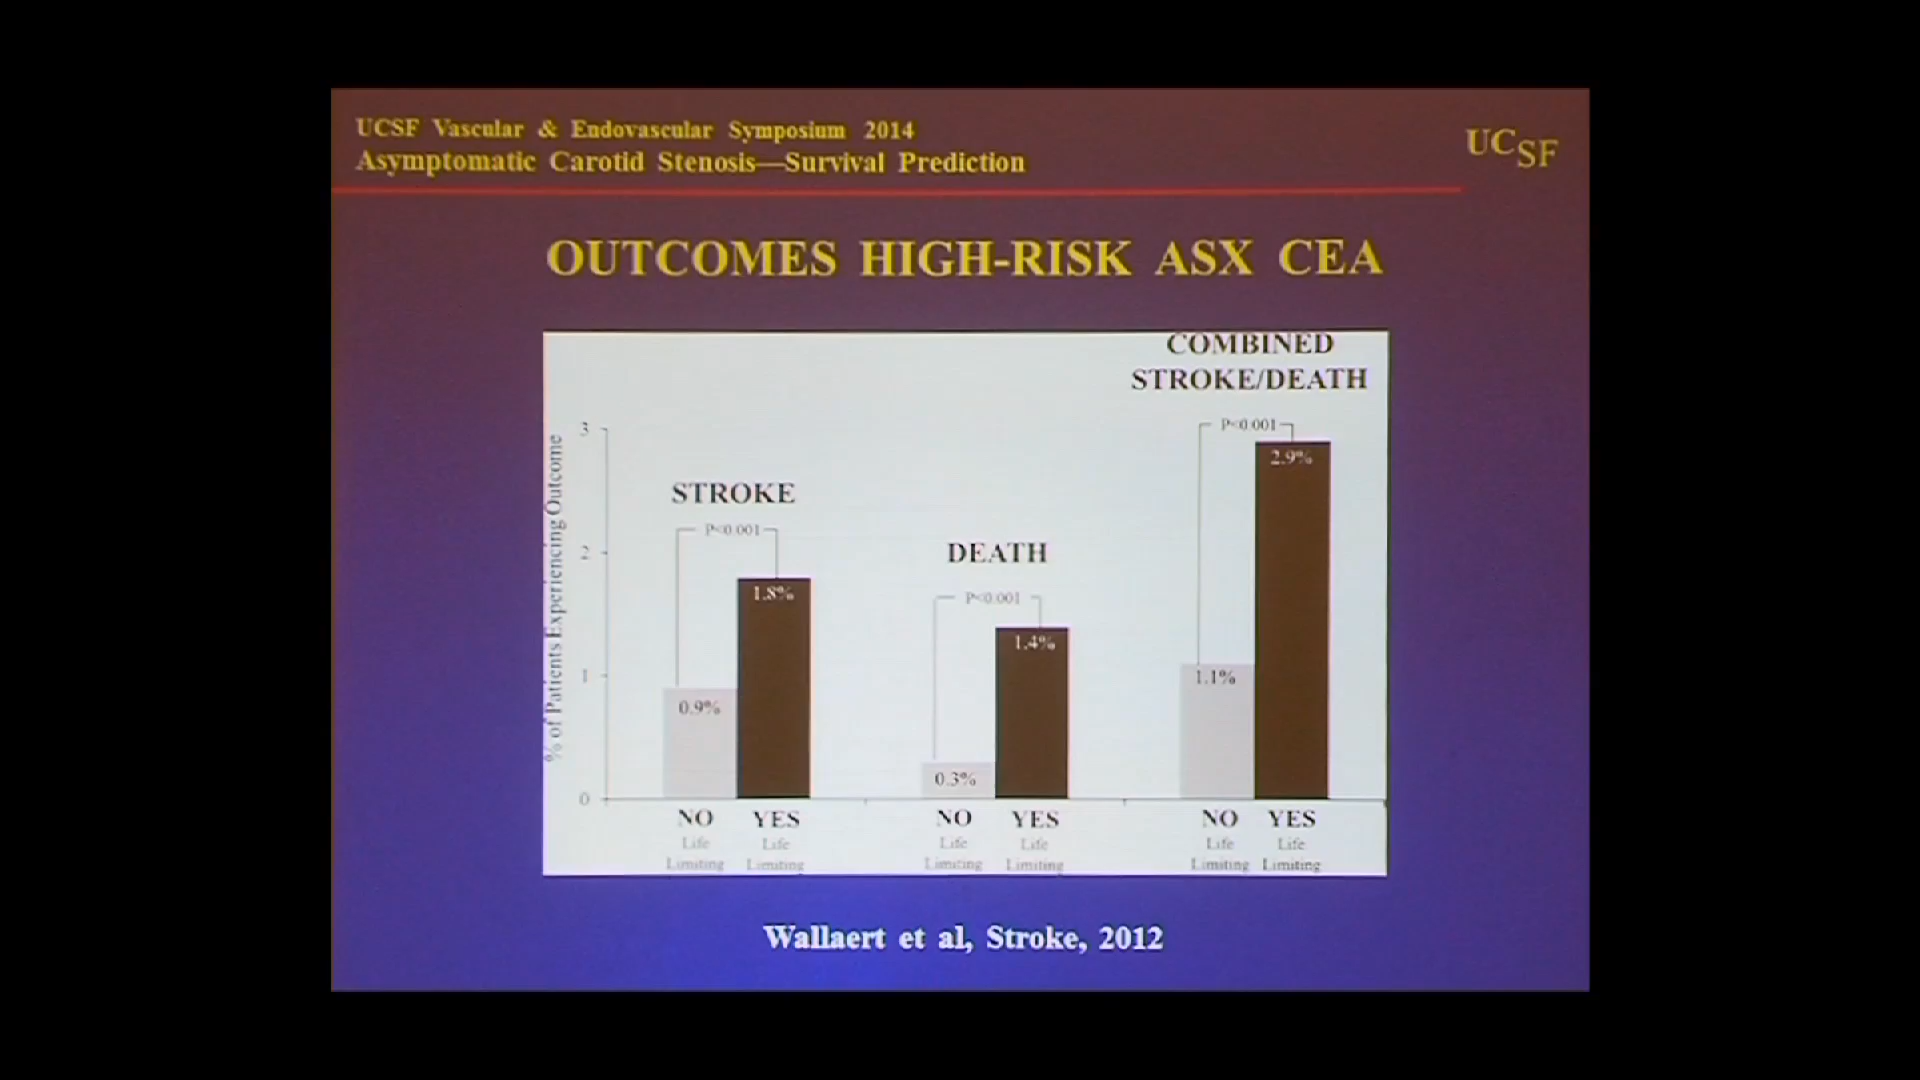 UCSF Vascular & Endovascular Symposium 2014
Asymptomatic Carotid Stenosis—Survival Prediction
UCSF
OUTCOMES HIGH-RISK ASX CEA
COMBINED
STROKE/DEATH
% of Patients Experiencing Outcome
3
2
1
0
STROKE
P<0.001
1.8%
0.9%
DEATH
P<0.001
1.4%
0.3%
P<0.001
2.9%
1.1%
NO YES NO YES NO YES
Life Life Life Life Life Life
Limiting Limiting Limiting Limiting Limiting Limiting
Wallaert et al, Stroke, 2012